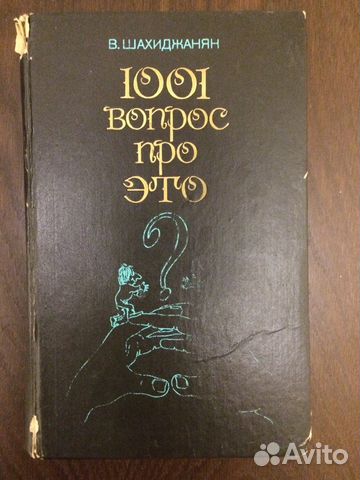 В. ШАХИДЖАНЯН
1001
ВОПРОС
ПРО
ЭТО
?
Avito